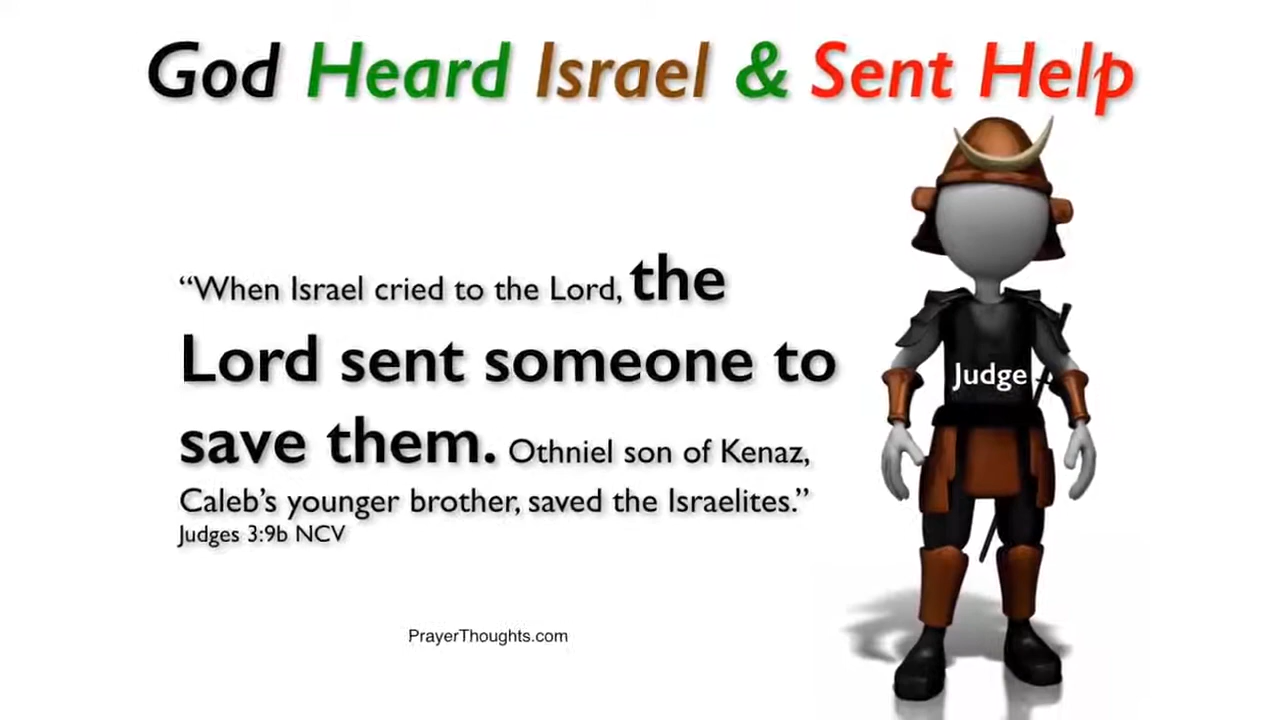 God Heard Israel & Sent Help
“When Israel cried to the Lord, the
Lord sent someone to
save them. Othniel son of Kenaz,
Caleb’s younger brother, saved the Israelites.”
Judges 3:9b NCV
Judge
PrayerThoughts.com